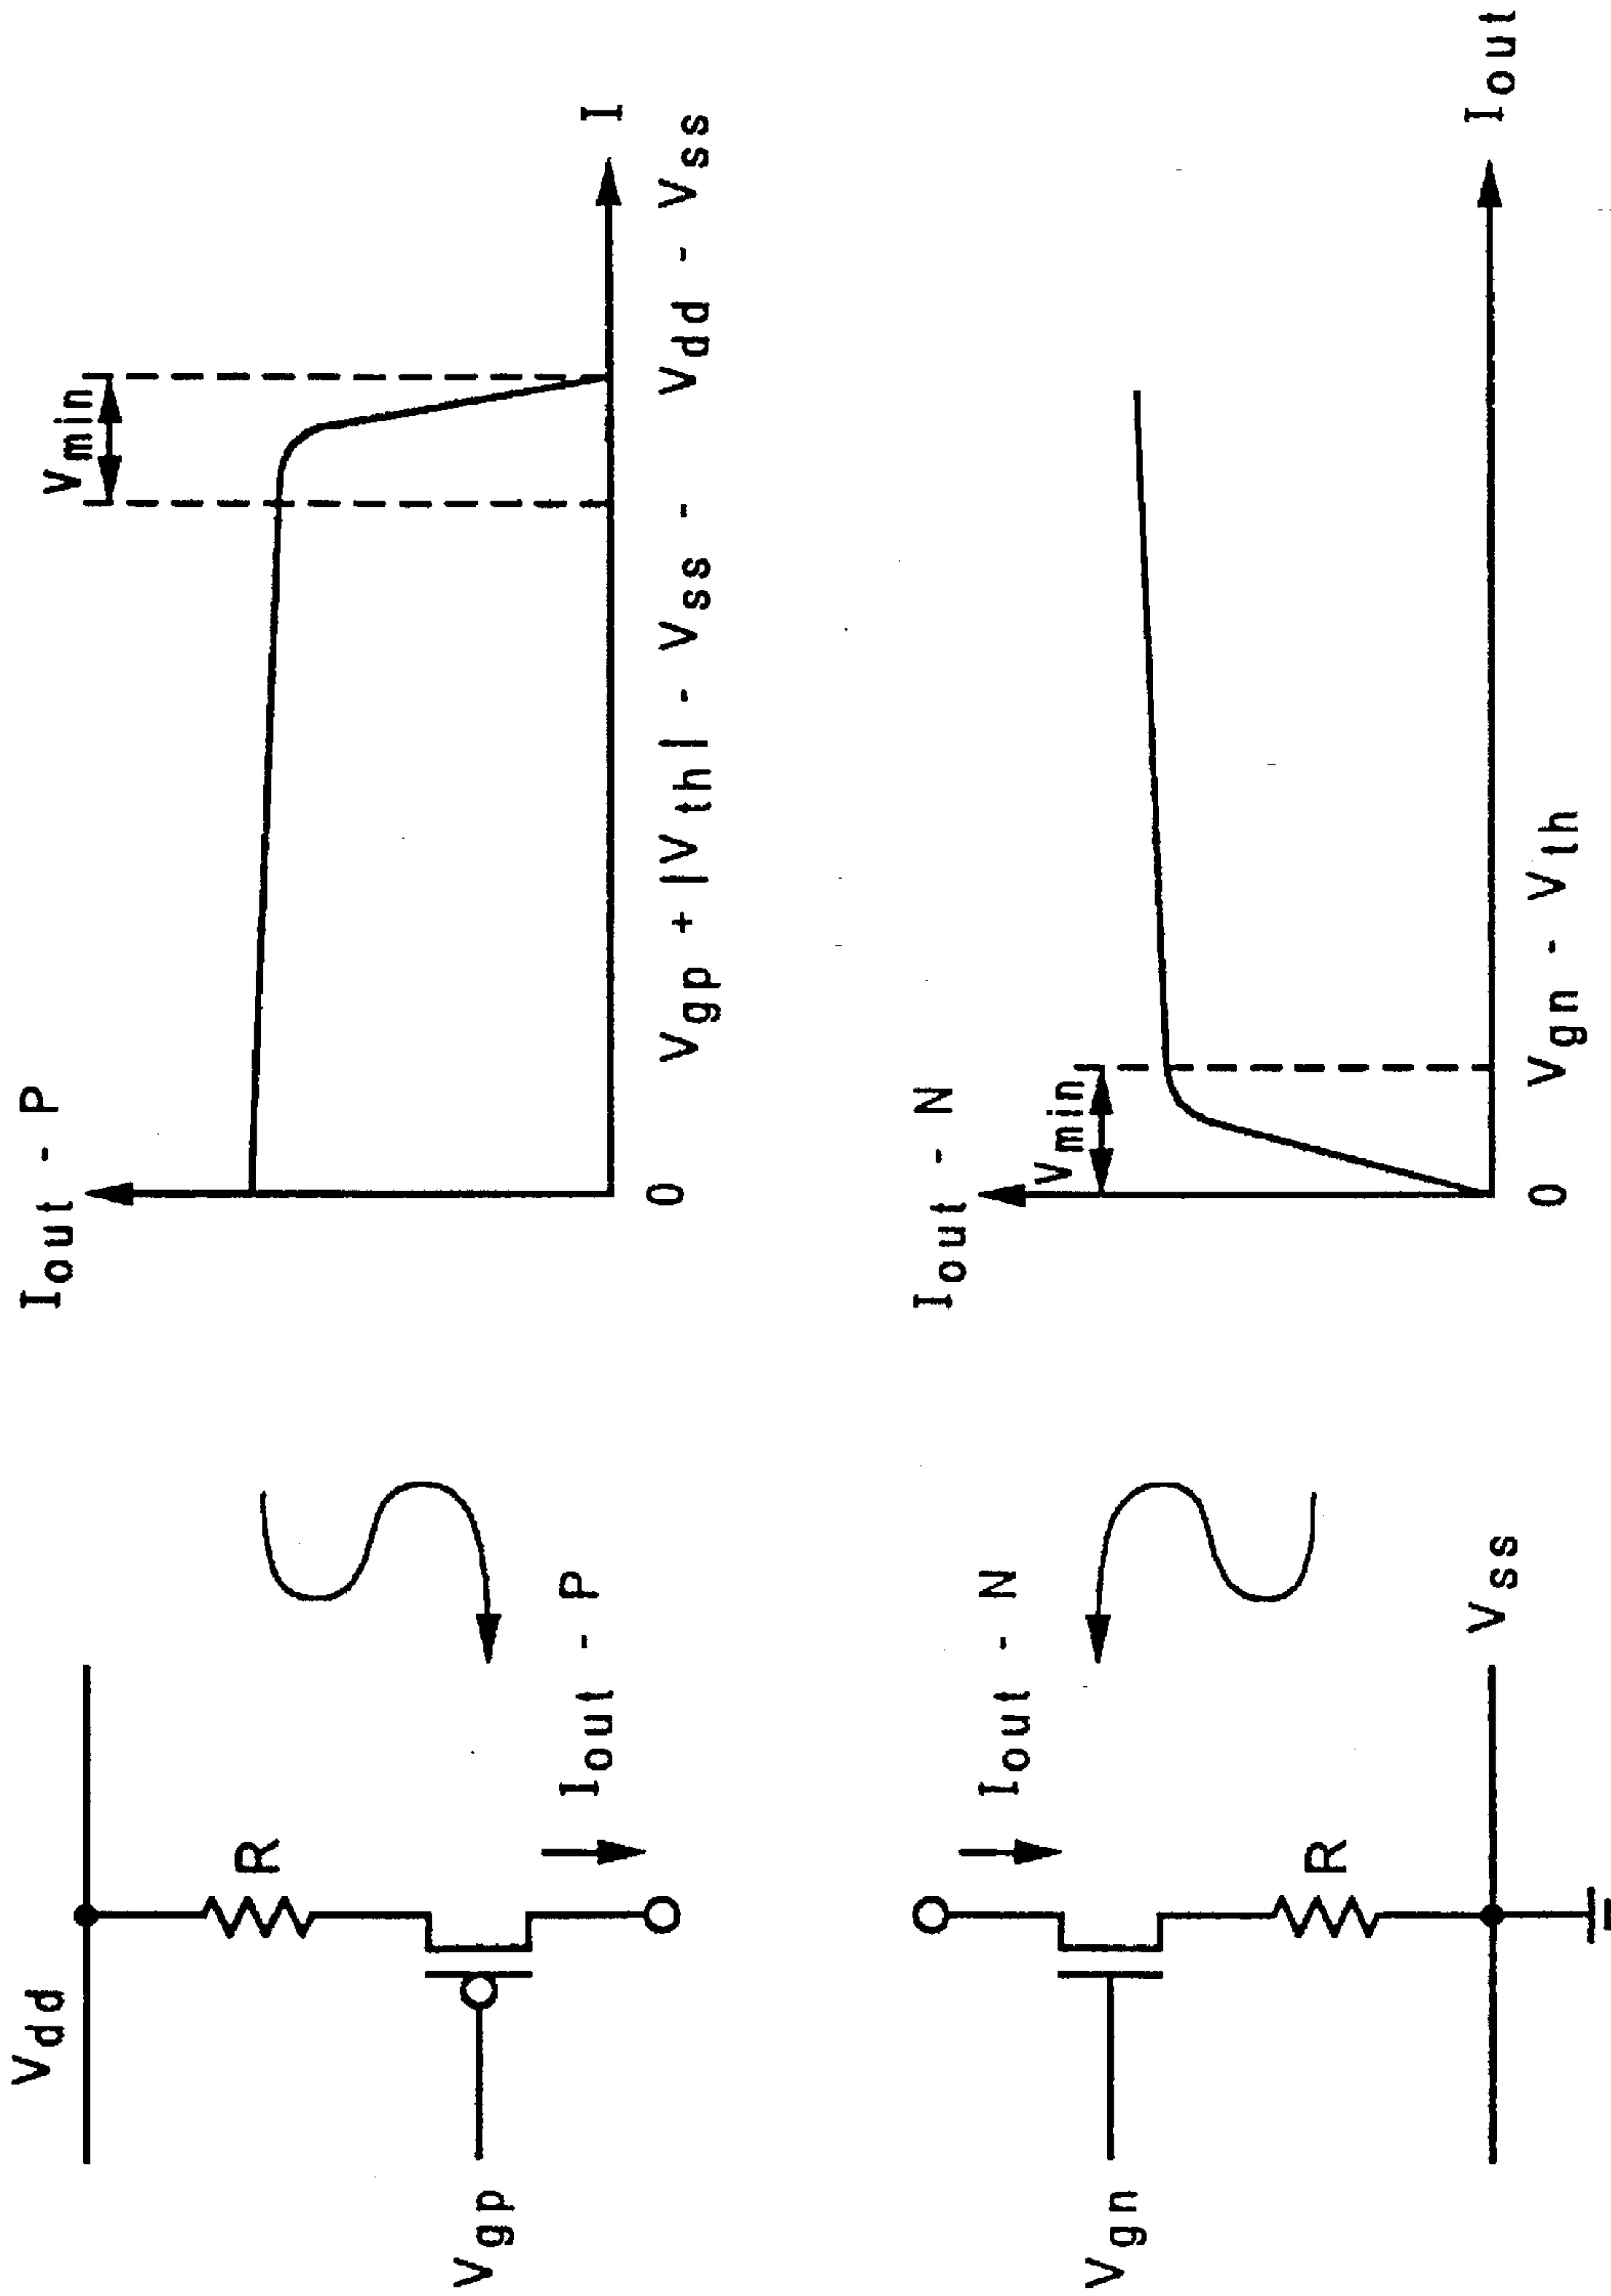 Vdd
R
Vgp
Iout - P
Iout - P
Vmin
I
0
Vgp + |Vth| - Vss -
Vdd - Vss
Iout - N
Vgn
R
Vss
Iout - N
Vmin
Iout
0
Vgn - Vth